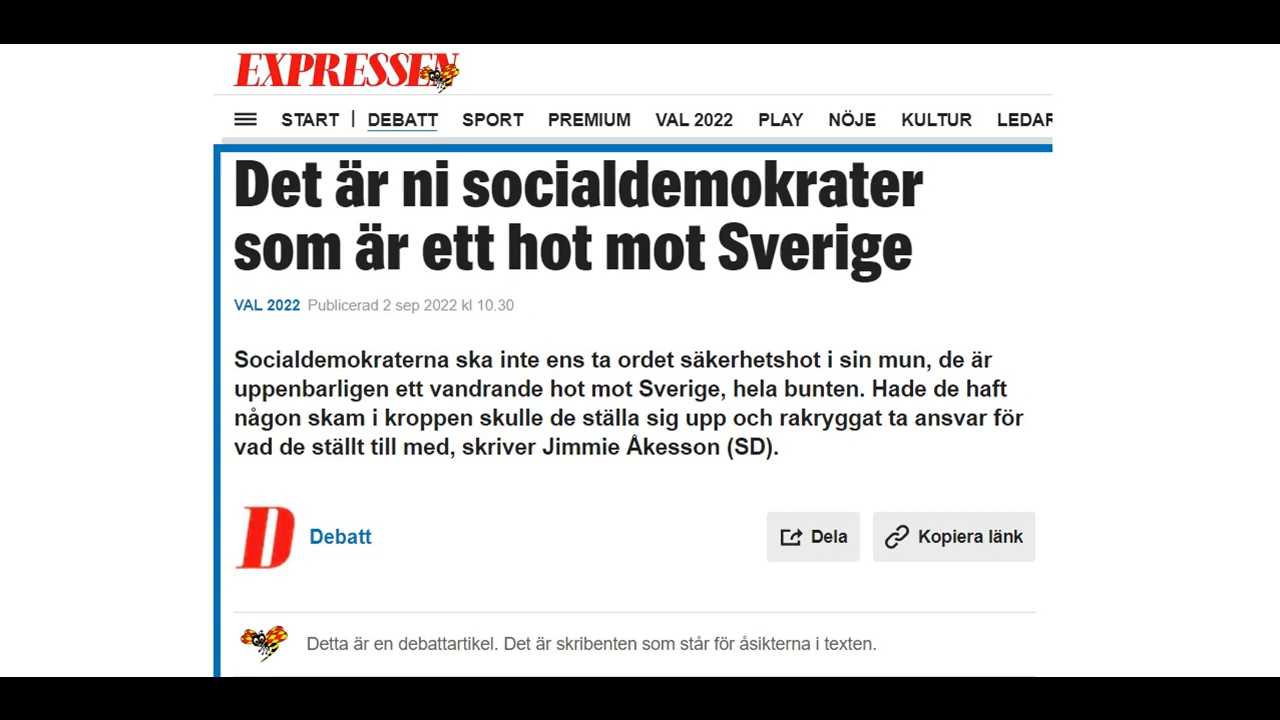 EXPRESSEN
START | DEBATT SPORT PREMIUM VAL 2022 PLAY NÖJE KULTUR LEDAR
Det är ni socialdemokrater
som är ett hot mot Sverige
VAL 2022 Publicerad 2 sep 2022 kl 10.30
Socialdemokraterna ska inte ens ta ordet säkerhetshot i sin mun, de är
uppenbarligen ett vandrande hot mot Sverige, hela bunten. Hade de haft
någon skam i kroppen skulle de ställa sig upp och rakryggat ta ansvar för
vad de ställt till med, skriver Jimmie Åkesson (SD).
D Debatt Dela Kopiera länk
Detta är en debattartikel. Det är skribenten som står för åsikterna i texten.